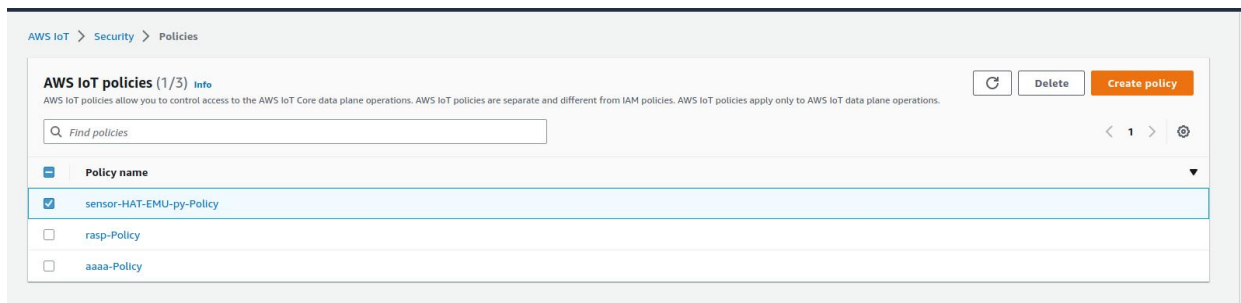 AWS IoT > Security > Policies
AWS IoT policies (1/3) Info
Delete
Create policy
AWS IoT policies allow you to control access to the AWS IoT Core data plane operations. AWS IoT policies are separate and different from IAM policies. AWS IoT policies apply only to AWS IoT data plane operations.
Find policies
< 1 >
Policy name
sensor-HAT-EMU-py-Policy
rasp-Policy
aaaa-Policy